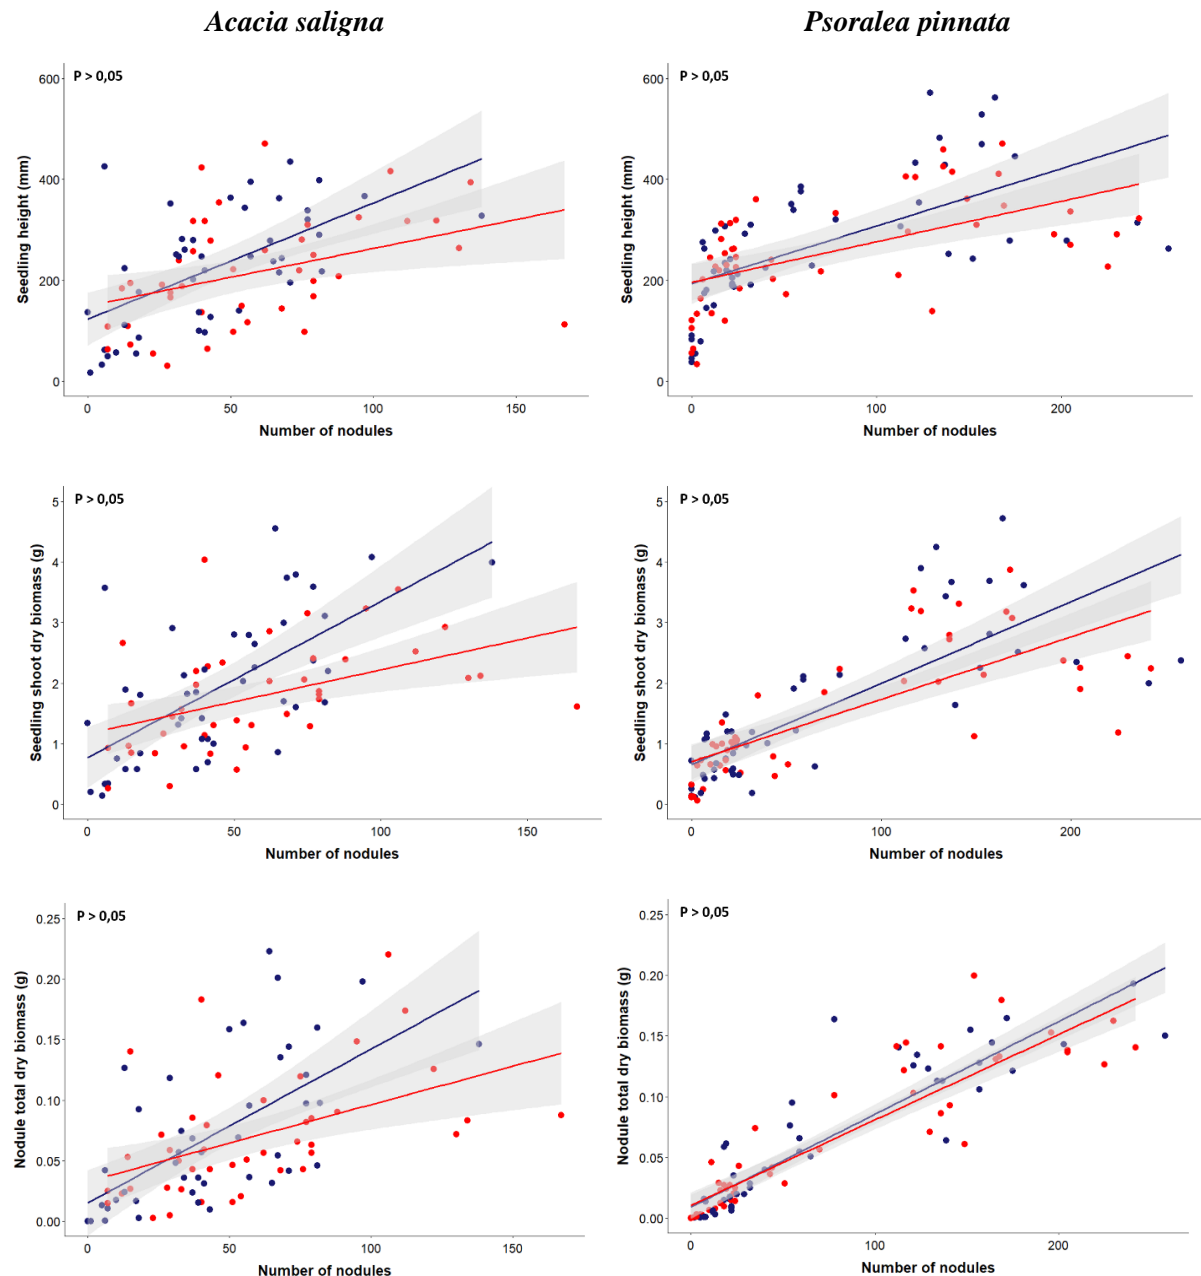 Acacia saligna
Psoralea pinnata
P > 0,05
600
400
200
0
Seedling height (mm)
0 50 100 150
Number of nodules
P > 0,05
600
400
200
0
Seedling height (mm)
0 100 200
Number of nodules
P > 0,05
5
4
3
2
1
0
Seedling shoot dry biomass (g)
0 50 100 150
Number of nodules
P > 0,05
5
4
3
2
1
0
Seedling shoot dry biomass (g)
0 100 200
Number of nodules
P > 0,05
0.25
0.20
0.15
0.10
0.05
0.00
Nodule total dry biomass (g)
0 50 100 150
Number of nodules
P > 0,05
0.25
0.20
0.15
0.10
0.05
0.00
Nodule total dry biomass (g)
0 100 200
Number of nodules